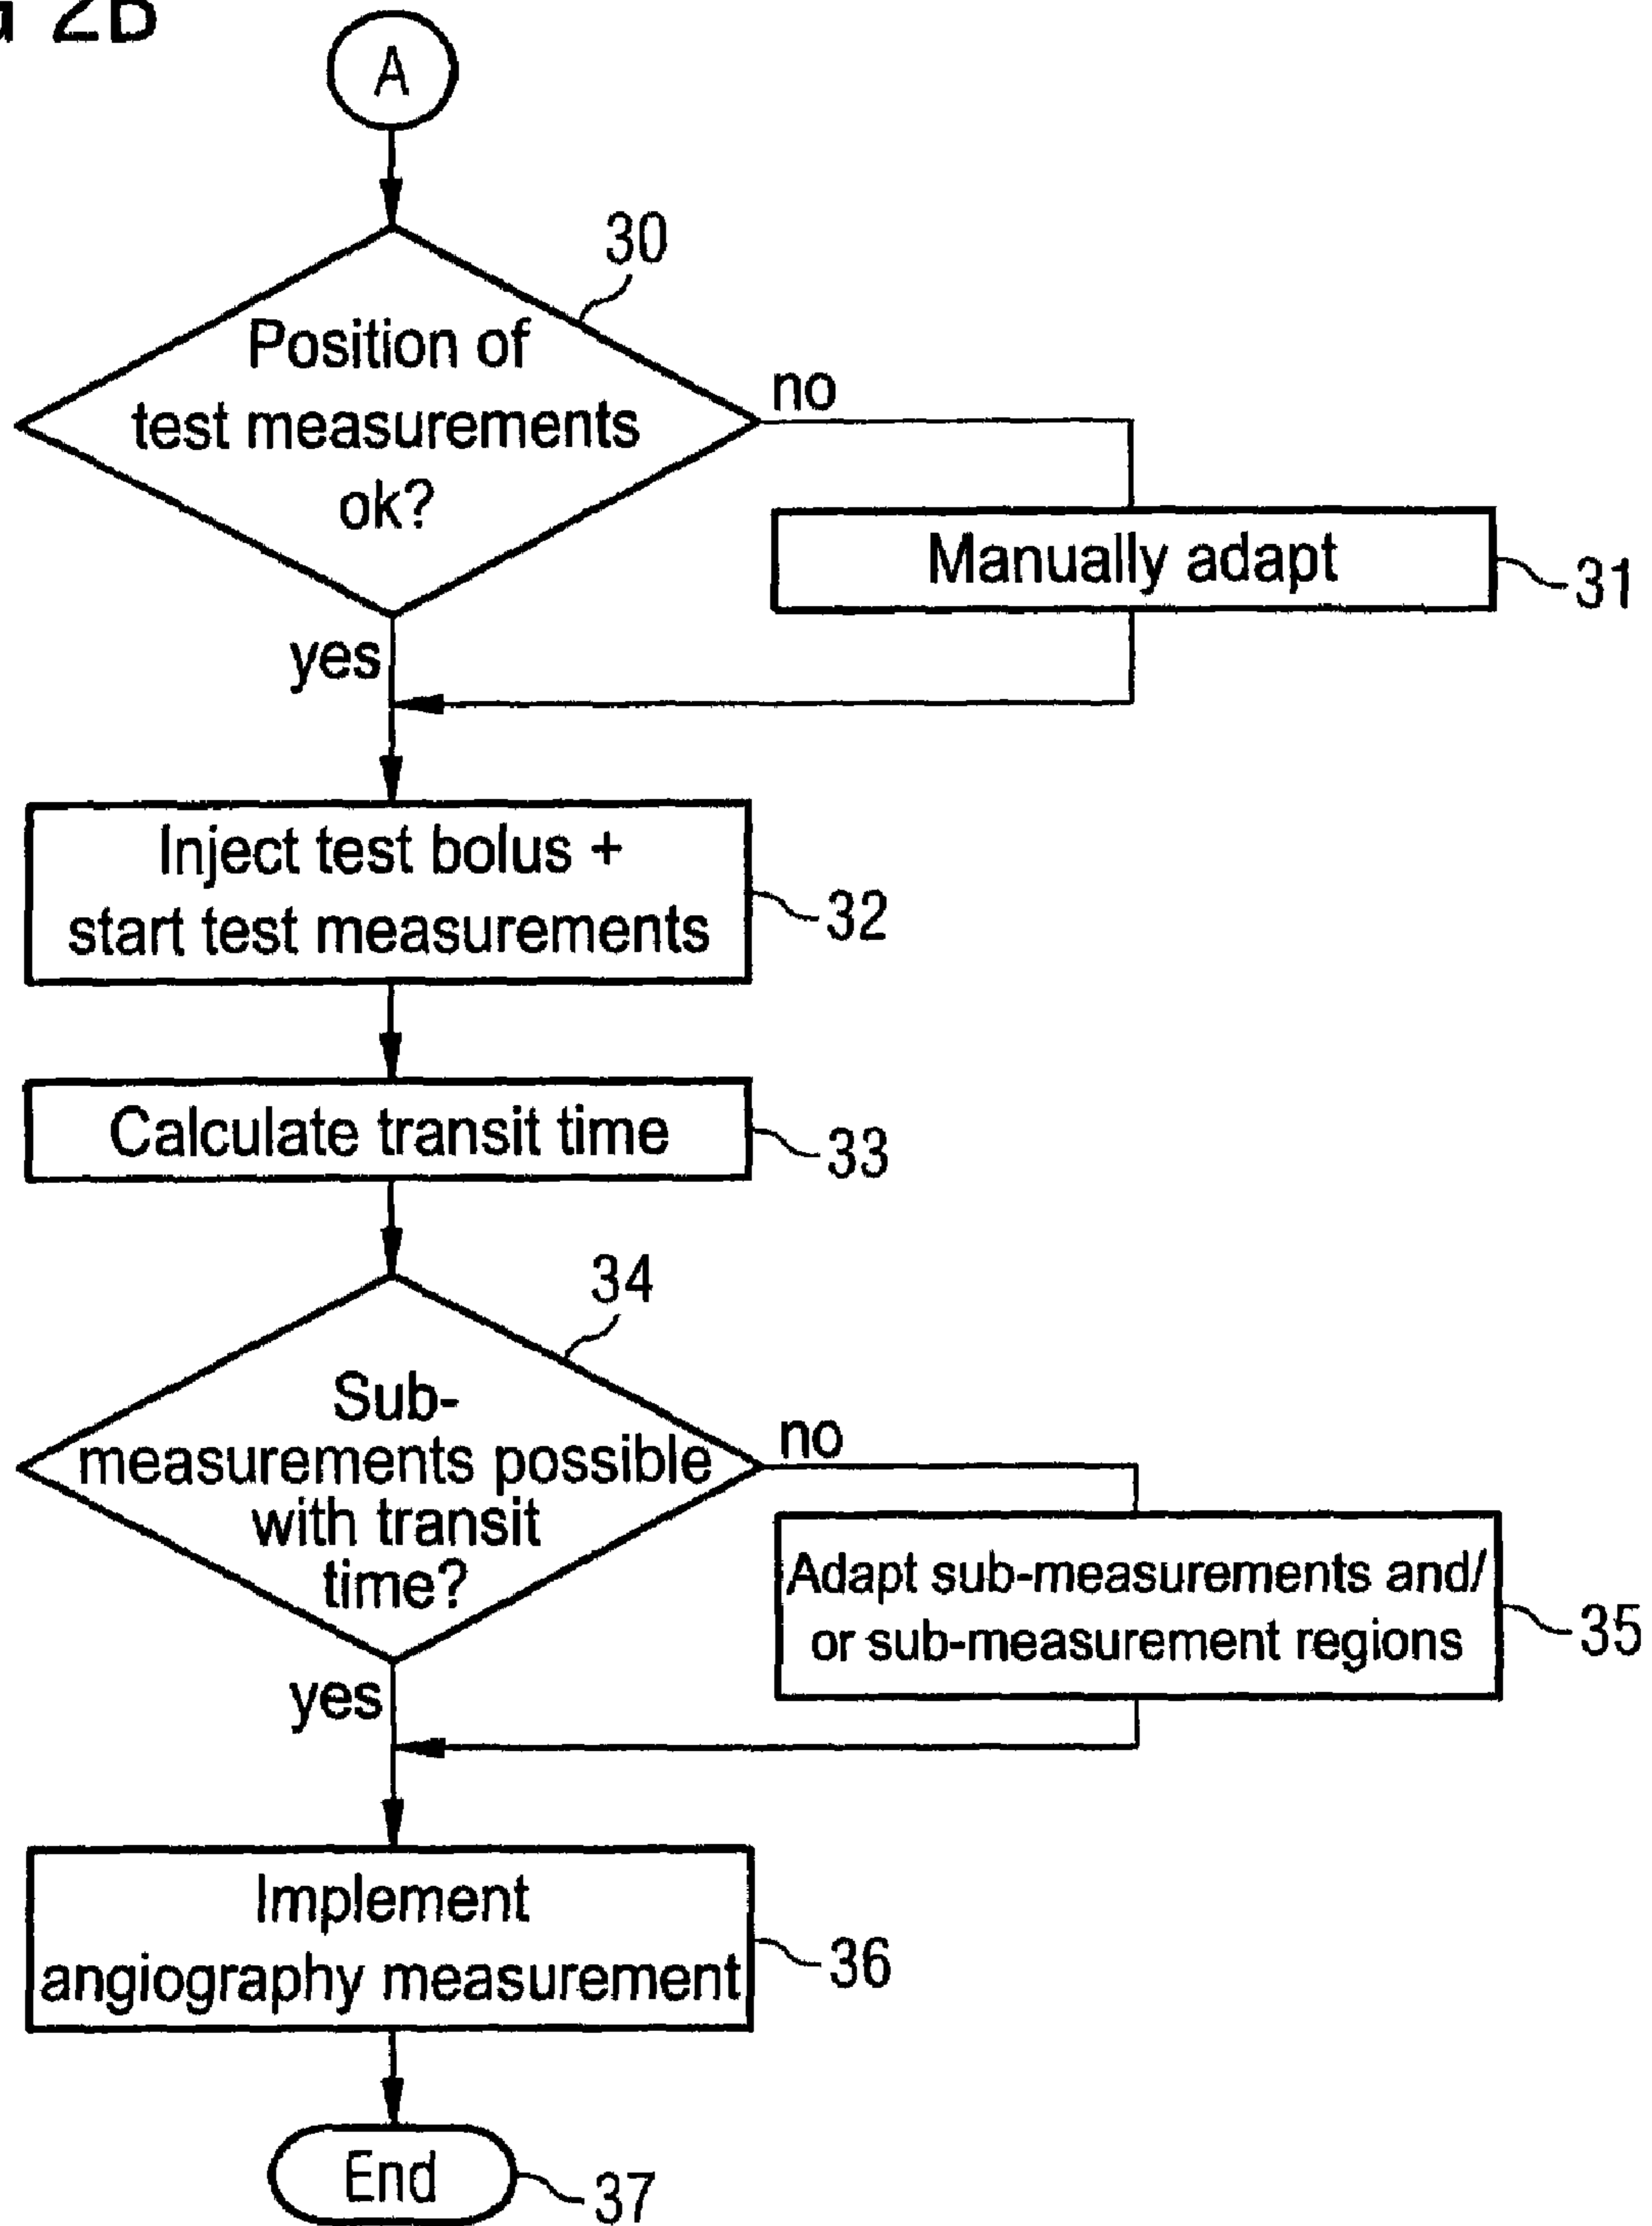 2B
A
30
Position of
test measurements
ok?
no
Manually adapt
31
yes
Inject test bolus +
start test measurements
32
Calculate transit time
33
34
Sub-
measurements possible
with transit
time?
no
Adapt sub-measurements and/
or sub-measurement regions
35
yes
Implement
angiography measurement
36
End
37